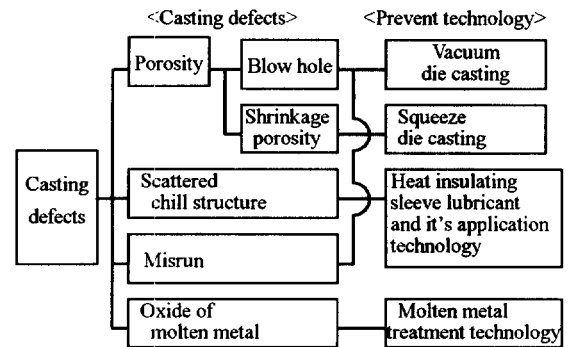 <Casting defects>
<Prevent technology>
Porosity
Blow hole
Vacuum
die casting
Shrinkage
porosity
Squeeze
die casting
Casting
defects
Scattered
chill structure
Heat insulating
sleeve lubricant
and it's application
technology
Misrun
Oxide of
molten metal
Molten metal
treatment technology